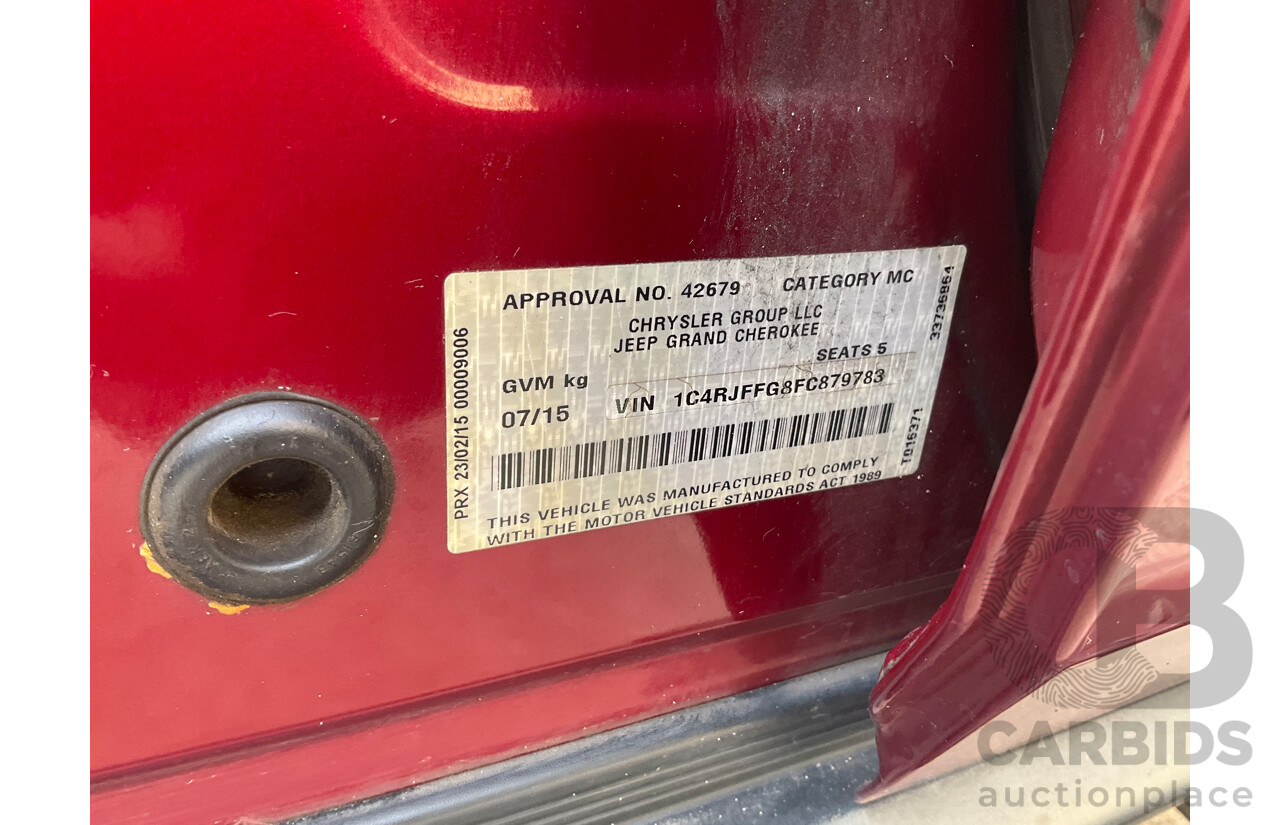 APPROVAL NO. 42679 CATEGORY MC
CHRYSLER GROUP LLC
JEEP GRAND CHEROKEE
SEATS 5
GVM kg
07/15 VIN 1C4RJFFG8FC879783
THIS VEHICLE WAS MANUFACTURED TO COMPLY
WITH THE MOTOR VEHICLE STANDARDS ACT 1989
PRX 23/02/15 00009006
33736964
T016371
CB
CARBIDS
auctionplace